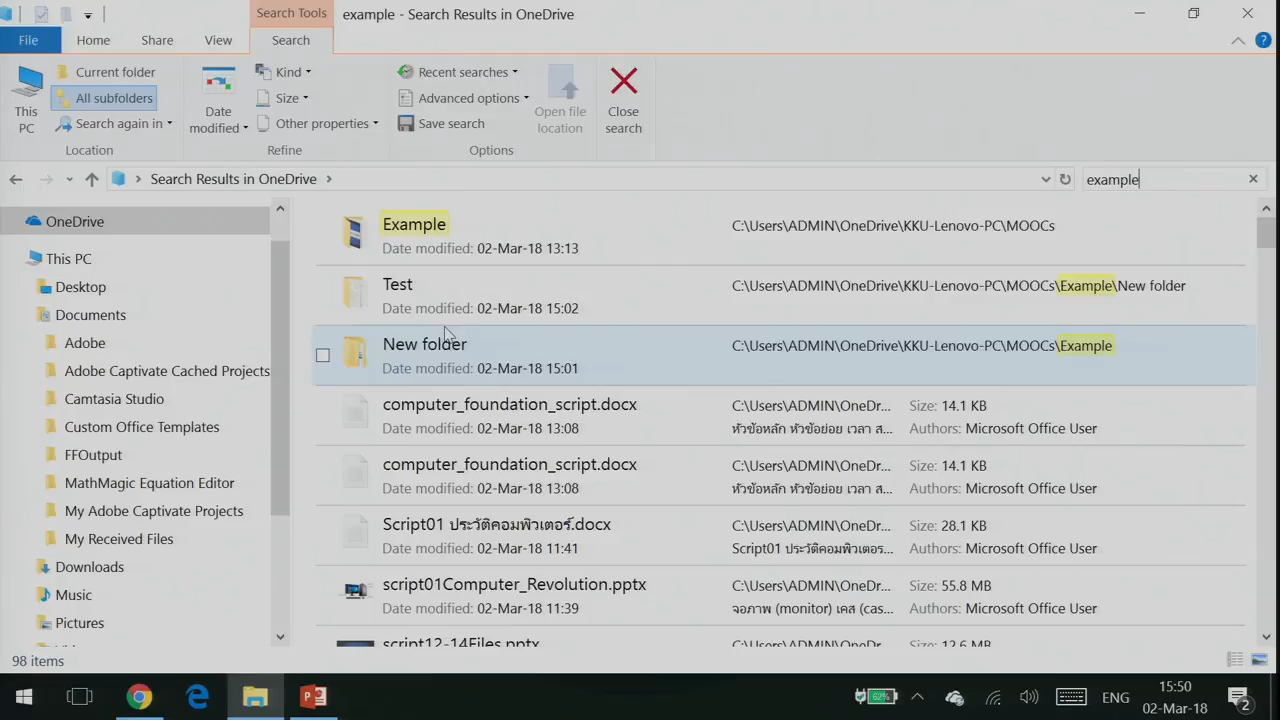 Search Tools
example - Search Results in OneDrive
File
Home
Share
View
Search
This PC
Current folder
All subfolders
Search again in
Location
Date modified
Kind
Size
Other properties
Refine
Recent searches
Advanced options
Save search
Options
Open file location
Close search
Search Results in OneDrive
example
OneDrive
This PC
Desktop
Documents
Adobe
Adobe Captivate Cached Projects
Camtasia Studio
Custom Office Templates
FFOutput
MathMagic Equation Editor
My Adobe Captivate Projects
My Received Files
Downloads
Music
Pictures
Example
C:\Users\ADMIN\OneDrive\KKU-Lenovo-PC\MOOCs
Date modified: 02-Mar-18 13:13
Test
C:\Users\ADMIN\OneDrive\KKU-Lenovo-PC\MOOCs\Example\New folder
Date modified: 02-Mar-18 15:02
New folder
C:\Users\ADMIN\OneDrive\KKU-Lenovo-PC\MOOCs\Example
Date modified: 02-Mar-18 15:01
computer_foundation_script.docx
C:\Users\ADMIN\OneDr... Size: 14.1 KB
Date modified: 02-Mar-18 13:08
หัวข้อหลัก หัวข้อย่อย เวลา ส... Authors: Microsoft Office User
computer_foundation_script.docx
C:\Users\ADMIN\OneDr... Size: 14.1 KB
Date modified: 02-Mar-18 13:08
หัวข้อหลัก หัวข้อย่อย เวลา ส... Authors: Microsoft Office User
Script01 ประวัติคอมพิวเตอร์.docx
C:\Users\ADMIN\OneDr... Size: 28.1 KB
Date modified: 02-Mar-18 11:41
Script01 ประวัติคอมพิวเตอร... Authors: Microsoft Office User
script01Computer_Revolution.pptx
C:\Users\ADMIN\OneDr... Size: 55.8 MB
Date modified: 02-Mar-18 11:39
จอภาพ (monitor) เคส (cas... Authors: Microsoft Office User
script12-14Files.pptx
C:\Users\ADMIN\OneDr... Size: 12.6 MB
98 items
62%
ENG
15:50
02-Mar-18
2